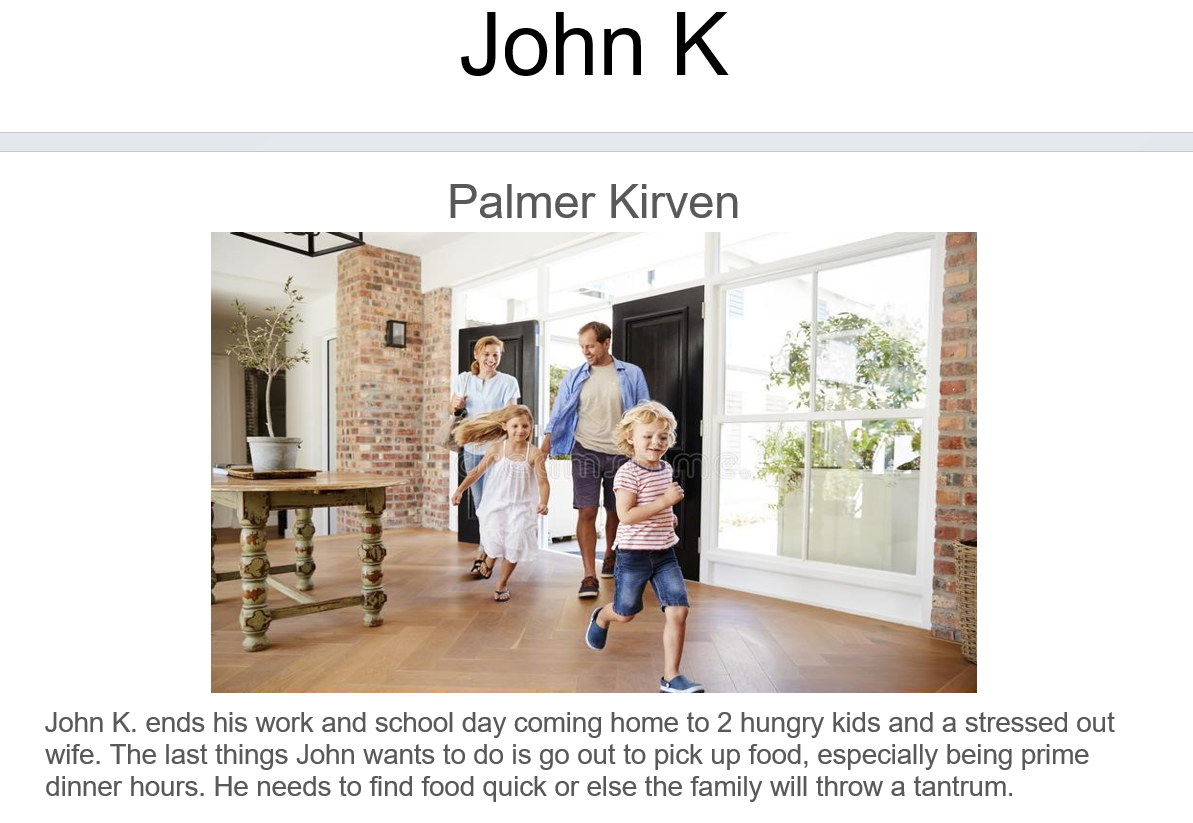 John K
Palmer Kirven
John K. ends his work and school day coming home to 2 hungry kids and a stressed out
wife. The last things John wants to do is go out to pick up food, especially being prime
dinner hours. He needs to find food quick or else the family will throw a tantrum.